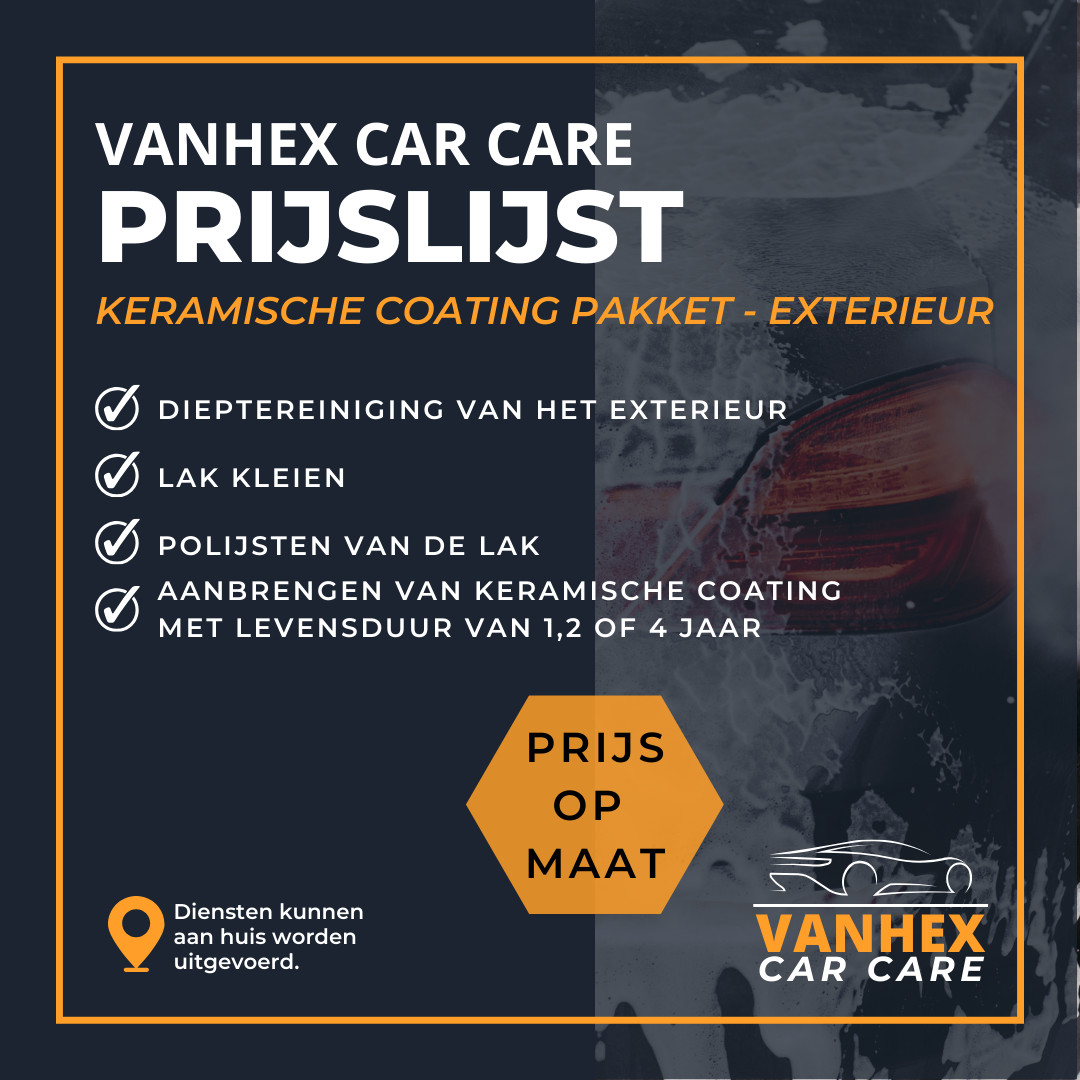 VANHEX CAR CARE
PRIJSLIJST
KERAMISCHE COATING PAKKET - EXTERIEUR
DIEPTEREINIGING VAN HET EXTERIEUR
LAK KLEIEN
POLIJSTEN VAN DE LAK
AANBRENGEN VAN KERAMISCHE COATING
MET LEVENSDUUR VAN 1,2 OF 4 JAAR
PRIJS
OP
MAAT
Diensten kunnen
aan huis worden
uitgevoerd.
VANHEX
CAR CARE